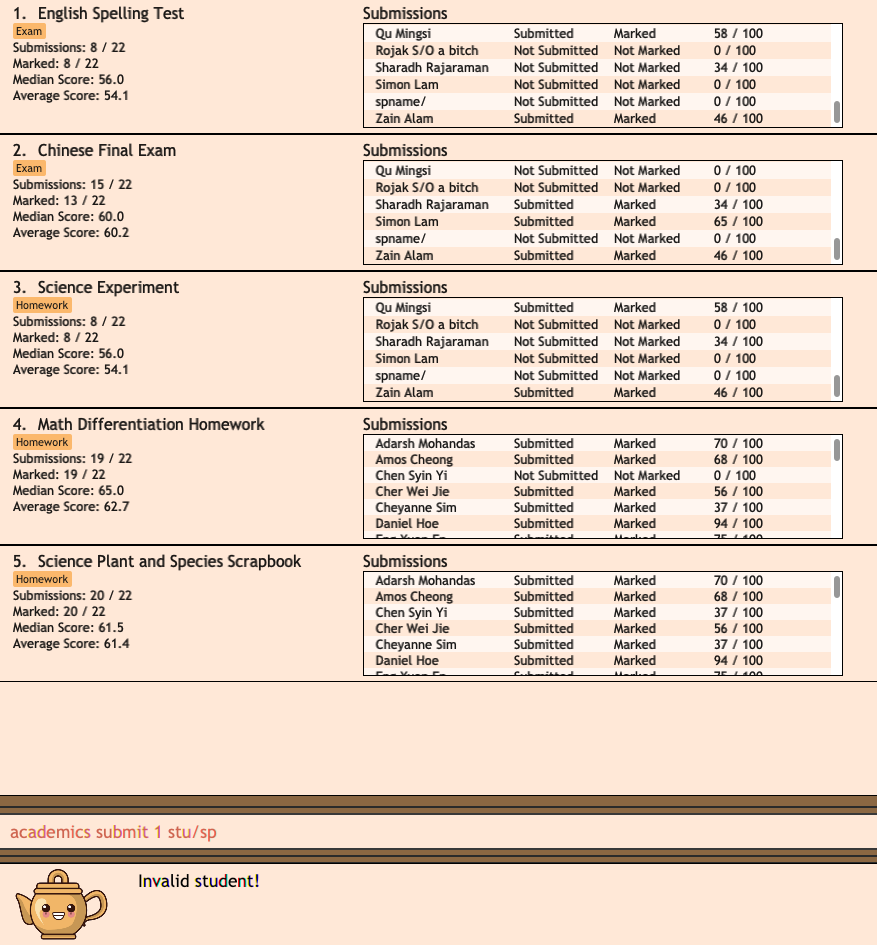 1. English Spelling Test
Exam
Submissions: 8 / 22
Marked: 8 / 22
Median Score: 56.0
Average Score: 54.1
Submissions
Qu Mingsi Submitted Marked 58 / 100
Rojak S/O a bitch Not Submitted Not Marked 0 / 100
Sharadh Rajaraman Not Submitted Not Marked 34 / 100
Simon Lam Not Submitted Not Marked 0 / 100
spname/ Not Submitted Not Marked 0 / 100
Zain Alam Submitted Marked 46 / 100
2. Chinese Final Exam
Exam
Submissions: 15 / 22
Marked: 13 / 22
Median Score: 60.0
Average Score: 60.2
Submissions
Qu Mingsi Not Submitted Not Marked 0 / 100
Rojak S/O a bitch Not Submitted Not Marked 0 / 100
Sharadh Rajaraman Submitted Marked 34 / 100
Simon Lam Submitted Marked 65 / 100
spname/ Not Submitted Not Marked 0 / 100
Zain Alam Submitted Marked 46 / 100
3. Science Experiment
Homework
Submissions: 8 / 22
Marked: 8 / 22
Median Score: 56.0
Average Score: 54.1
Submissions
Qu Mingsi Submitted Marked 58 / 100
Rojak S/O a bitch Not Submitted Not Marked 0 / 100
Sharadh Rajaraman Not Submitted Not Marked 34 / 100
Simon Lam Not Submitted Not Marked 0 / 100
spname/ Not Submitted Not Marked 0 / 100
Zain Alam Submitted Marked 46 / 100
4. Math Differentiation Homework
Homework
Submissions: 19 / 22
Marked: 19 / 22
Median Score: 65.0
Average Score: 62.7
Submissions
Adarsh Mohandas Submitted Marked 70 / 100
Amos Cheong Submitted Marked 68 / 100
Chen Syin Yi Not Submitted Not Marked 0 / 100
Cher Wei Jie Submitted Marked 56 / 100
Cheyanne Sim Submitted Marked 37 / 100
Daniel Hoe Submitted Marked 94 / 100
5. Science Plant and Species Scrapbook
Homework
Submissions: 20 / 22
Marked: 20 / 22
Median Score: 61.5
Average Score: 61.4
Submissions
Adarsh Mohandas Submitted Marked 70 / 100
Amos Cheong Submitted Marked 68 / 100
Chen Syin Yi Submitted Marked 37 / 100
Cher Wei Jie Submitted Marked 56 / 100
Cheyanne Sim Submitted Marked 37 / 100
Daniel Hoe Submitted Marked 94 / 100
academics submit 1 stu/sp
Invalid student!